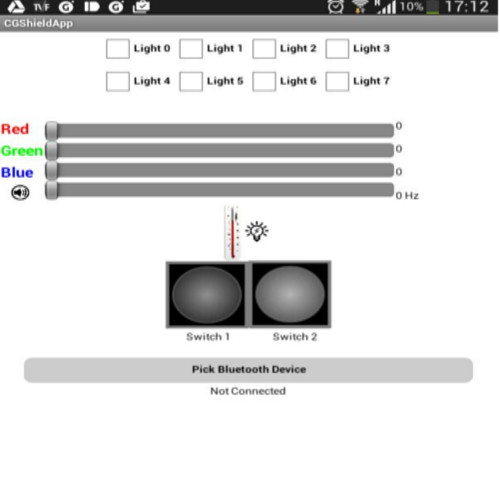 10% 17:12
CGShieldApp
Light 0 Light 1 Light 2 Light 3
Light 4 Light 5 Light 6 Light 7
Red 0
Green 0
Blue 0
0 Hz
Switch 1 Switch 2
Pick Bluetooth Device
Not Connected